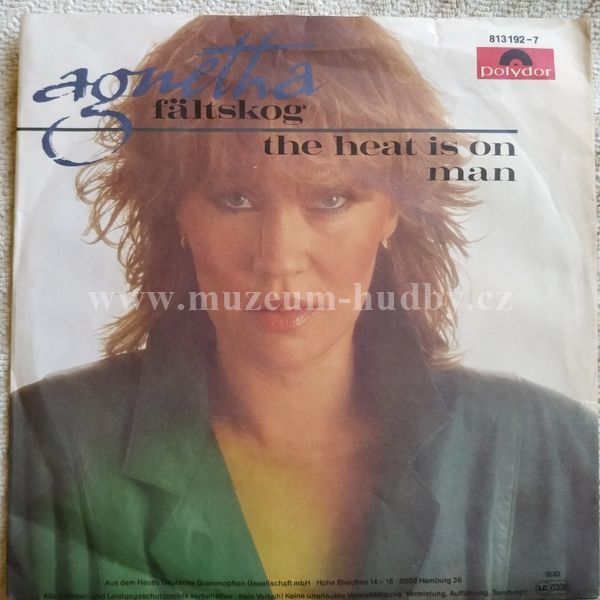 813 192-7
polydor
agnetha
fältskog
the heat is on
man
www.muzeum-hudby.cz
Aus dem Hause Deutsche Grammophon Gesellschaft mbH · Hohe Bleichen 14-16 · 2000 Hamburg 36
Alle Urheber- und Leistungsschutzrechte vorbehalten · Kein Verleih! Keine unerlaubte Vervielfältigung, Vermietung, Aufführung, Sendung!
LC 0309